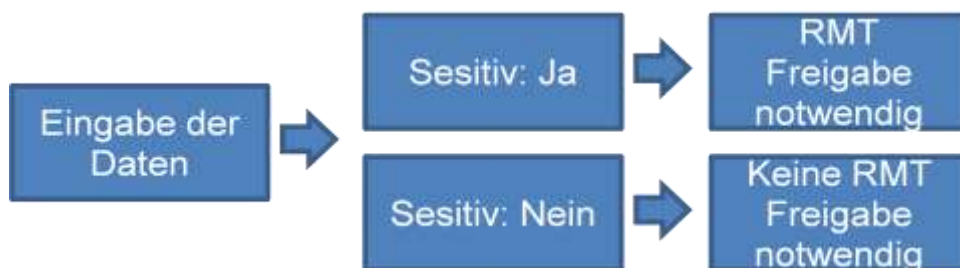 Eingabe der
Daten
Sesitiv: Ja
RMT
Freigabe
notwendig
Sesitiv: Nein
Keine RMT
Freigabe
notwendig